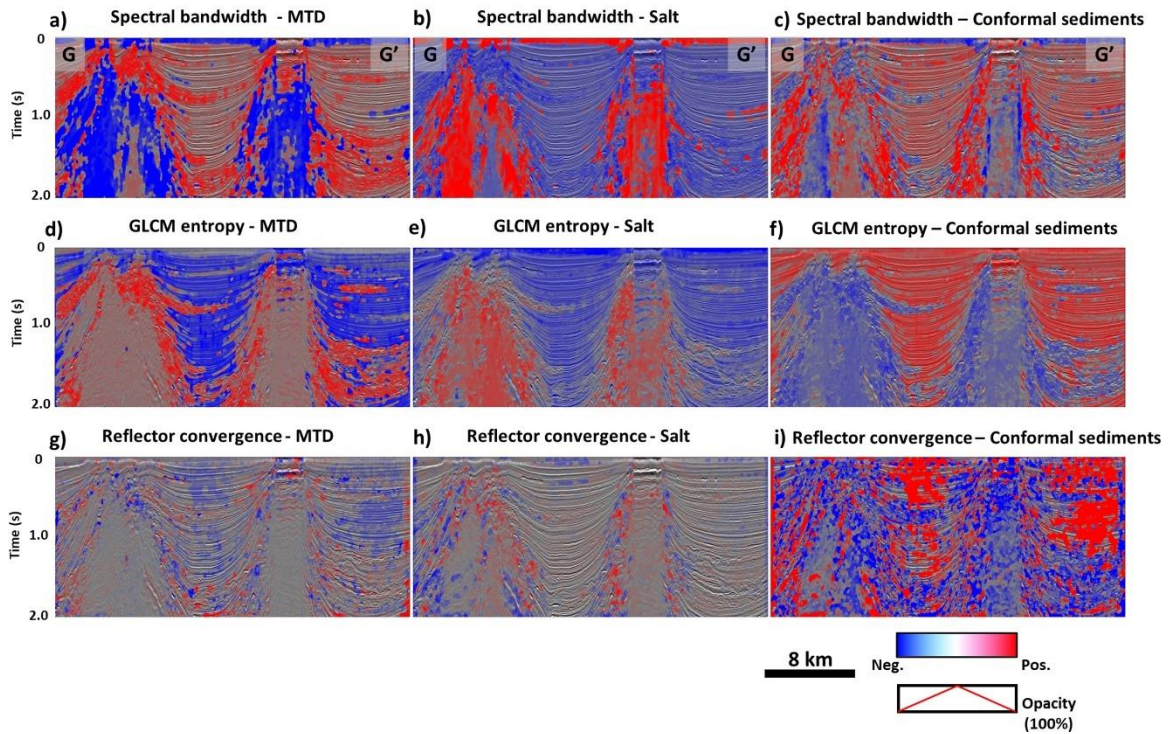 a) Spectral bandwidth - MTD
b) Spectral bandwidth - Salt
c) Spectral bandwidth – Conformal sediments
0
G
G'
G
G'
G
G'
Time (s)
1.0
2.0
d) GLCM entropy - MTD
e) GLCM entropy - Salt
f) GLCM entropy – Conformal sediments
0
Time (s)
1.0
2.0
g) Reflector convergence - MTD
h) Reflector convergence - Salt
i) Reflector convergence – Conformal sediments
0
Time (s)
1.0
2.0
8 km
Neg.
Pos.
Opacity
(100%)